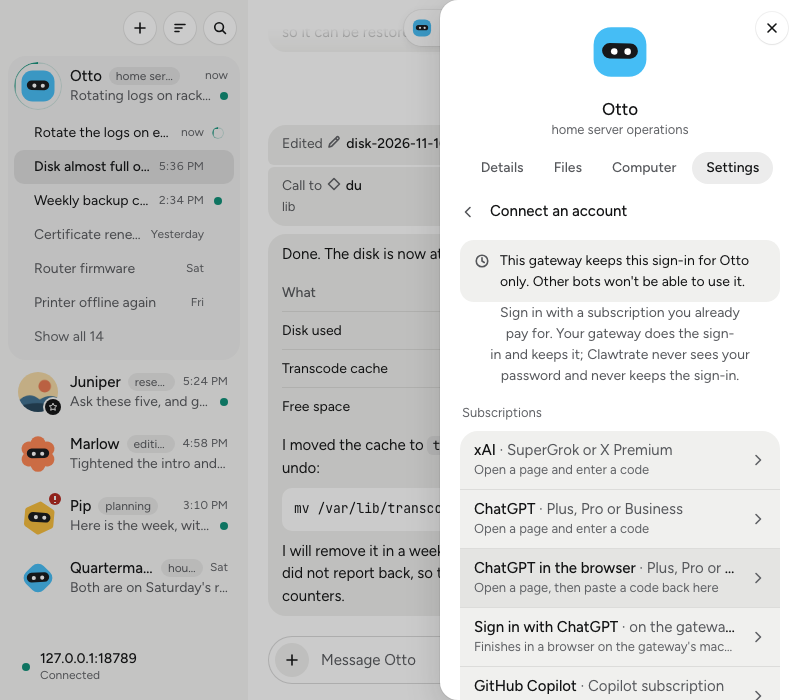 Otto home ser... now
Rotating logs on rack...
Rotate the logs on e... now
Disk almost full o... 5:36 PM
Weekly backup c... 2:34 PM
Certificate rene... Yesterday
Router firmware Sat
Printer offline again Fri
Show all 14
Juniper rese... 5:24 PM
Ask these five, and g...
Marlow editi... 4:58 PM
Tightened the intro and...
Pip planning 3:10 PM
Here is the week, wit...
Quarterma... hou... Sat
Both are on Saturday's r...
127.0.0.1:18789
Connected
so it can be restor
Edited disk-2026-11-1
Call to du
lib
Done. The disk is now at
What
Disk used
Transcode cache
Free space
I moved the cache to
undo:
mv /var/lib/transco
I will remove it in a week
did not report back, so t
counters.
Message Otto
Otto
home server operations
Details Files Computer Settings
Connect an account
This gateway keeps this sign-in for Otto
only. Other bots won't be able to use it.
Sign in with a subscription you already
pay for. Your gateway does the sign-
in and keeps it; Clawtrate never sees your
password and never keeps the sign-in.
Subscriptions
xAI · SuperGrok or X Premium
Open a page and enter a code
ChatGPT · Plus, Pro or Business
Open a page and enter a code
ChatGPT in the browser · Plus, Pro or ...
Open a page, then paste a code back here
Sign in with ChatGPT · on the gatewa...
Finishes in a browser on the gateway's mac...
GitHub Copilot · Copilot subscription